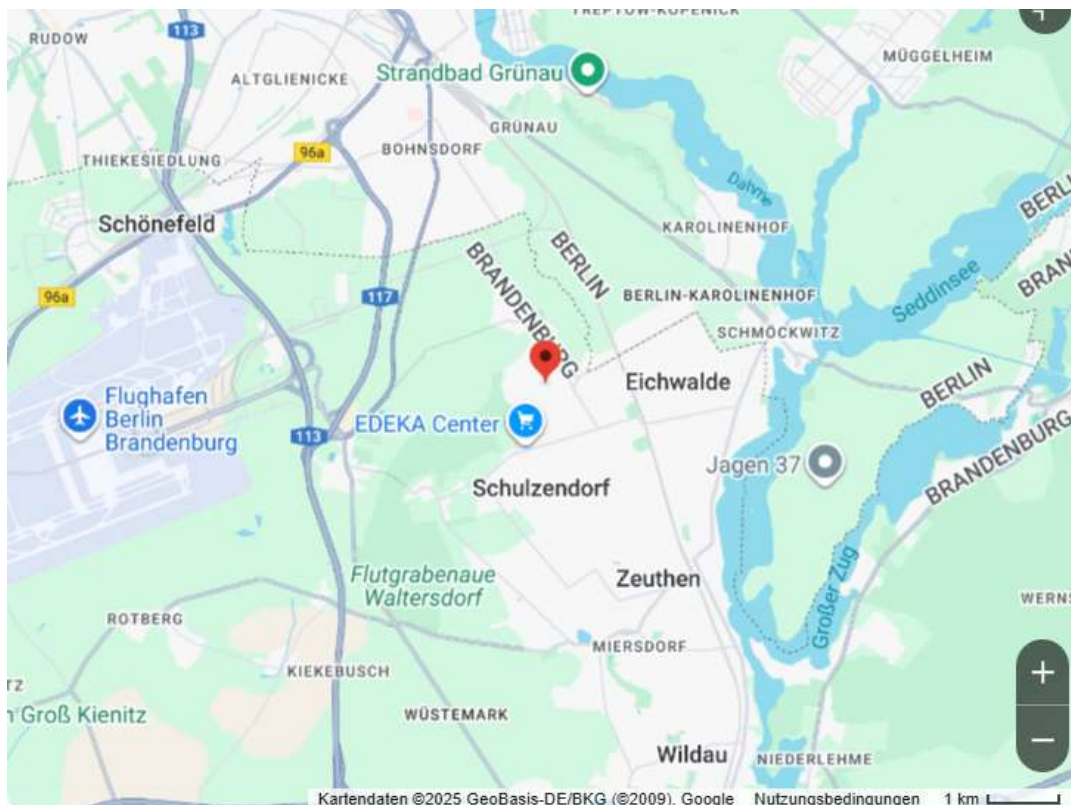 TREPTOW-KÖPENICK
RUDOW
113
ALTGLIENICKE
Strandbad Grünau
MÜGGELHEIM
GRÜNAU
96a
BOHNSDORF
THIEKESIEDLUNG
Dahme
BERLI
Schönefeld
KAROLINENHOF
BERLIN
BRAND
BRANDENBURG
Seddinsee
96a
117
BERLIN-KAROLINENHOF
SCHMÖCKWITZ
Eichwalde
BERLIN
Flughafen
Berlin
Brandenburg
EDEKA Center
113
BRANDENBURG
Jagen 37
Schulzendorf
Flutgrabenaue
Waltersdorf
Zeuthen
Großer Zug
WERNS
ROTBERG
MIERSDORF
KIEKEBUSCH
TZ
n Groß Kienitz
WÜSTEMARK
Wildau
NIEDERLEHME
Kartendaten ©2025 GeoBasis-DE/BKG (©2009), Google Nutzungsbedingungen 1 km